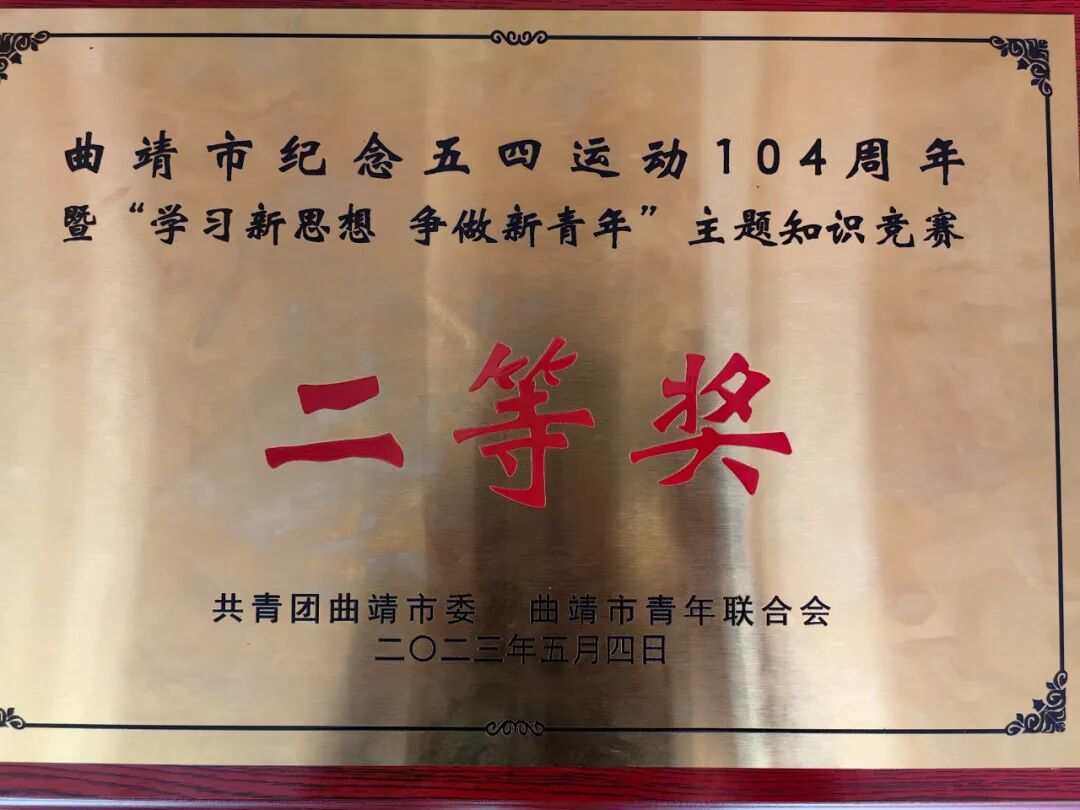 曲靖市纪念五四运动104周年
暨“学习新思想 争做新青年”主题知识竞赛
二等奖
共青团曲靖市委 曲靖市青年联合会
二〇二三年五月四日